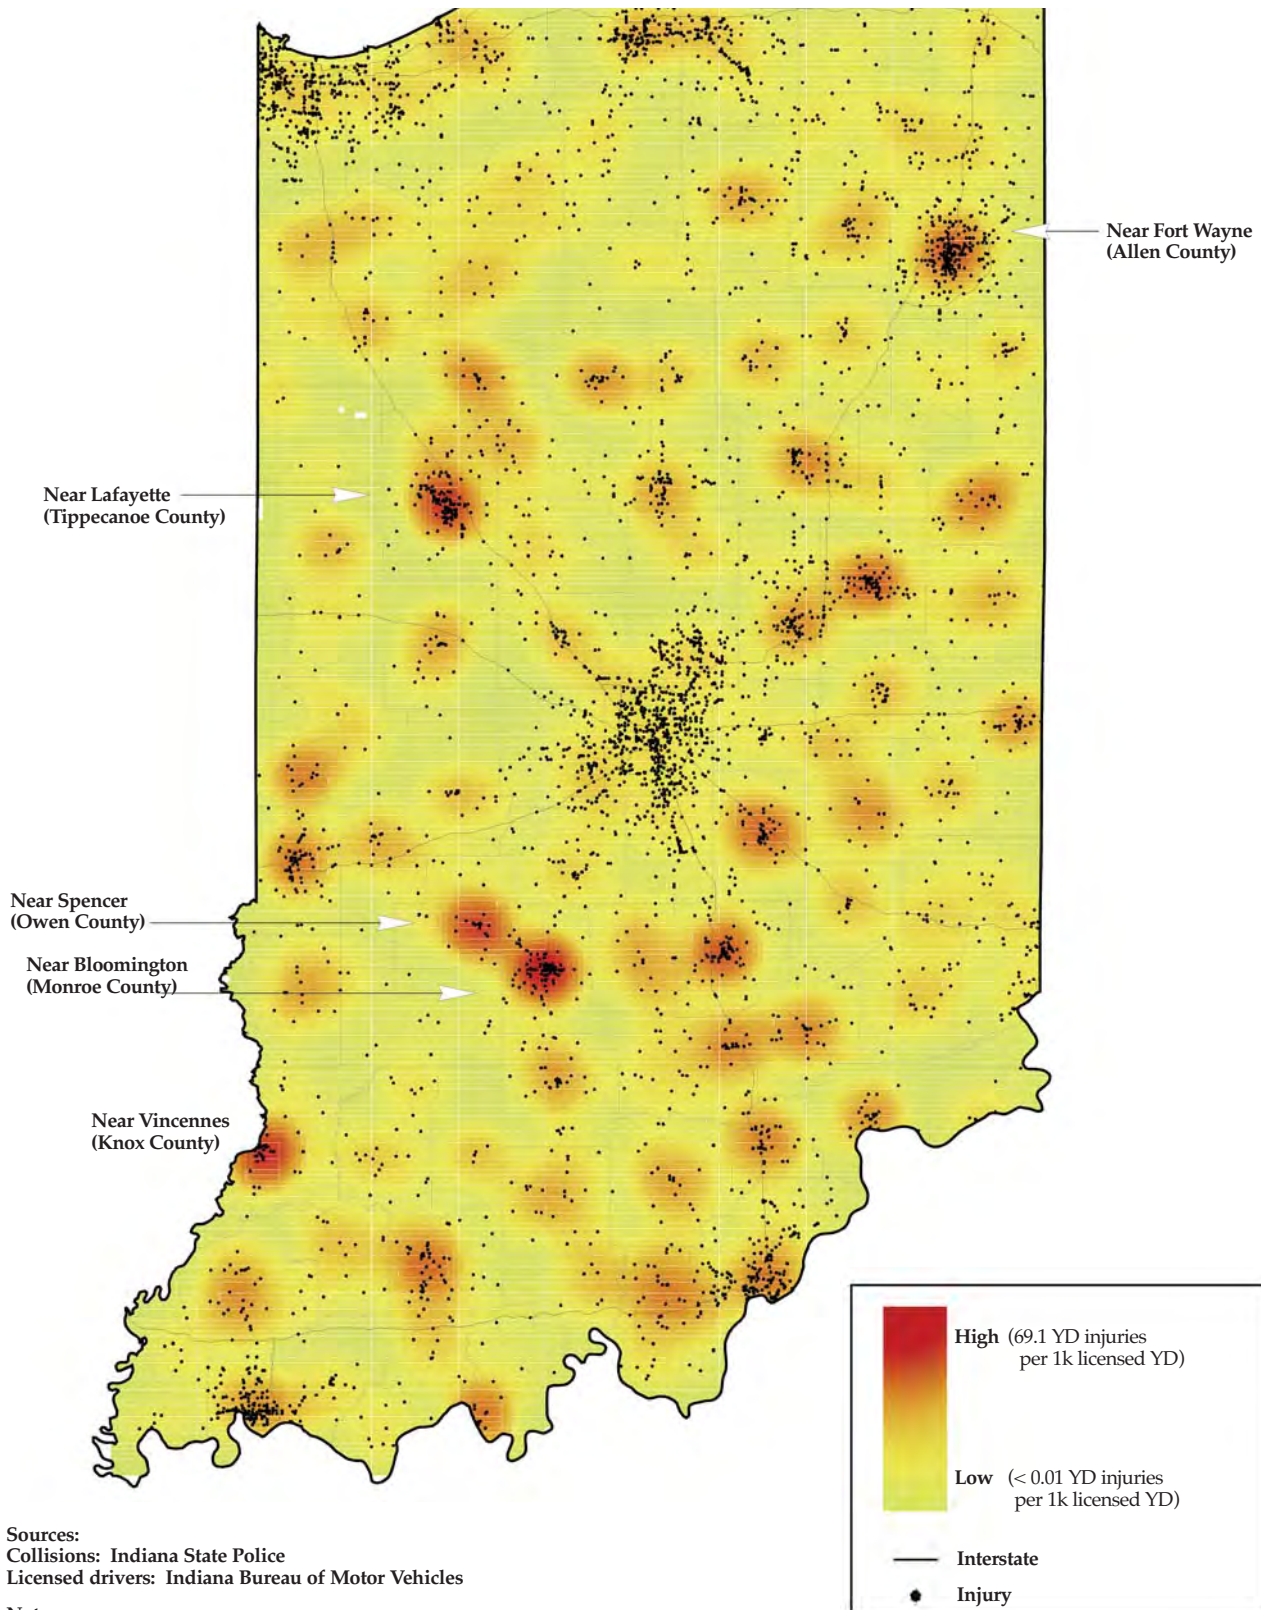 Near Fort Wayne
(Allen County)
Near Lafayette
(Tippecanoe County)
Near Spencer
(Owen County)
Near Bloomington
(Monroe County)
Near Vincennes
(Knox County)
High (69.1 YD injuries
per 1k licensed YD)
Low (< 0.01 YD injuries
per 1k licensed YD)
Interstate
Injury
Sources:
Collisions: Indiana State Police
Licensed drivers: Indiana Bureau of Motor Vehicles